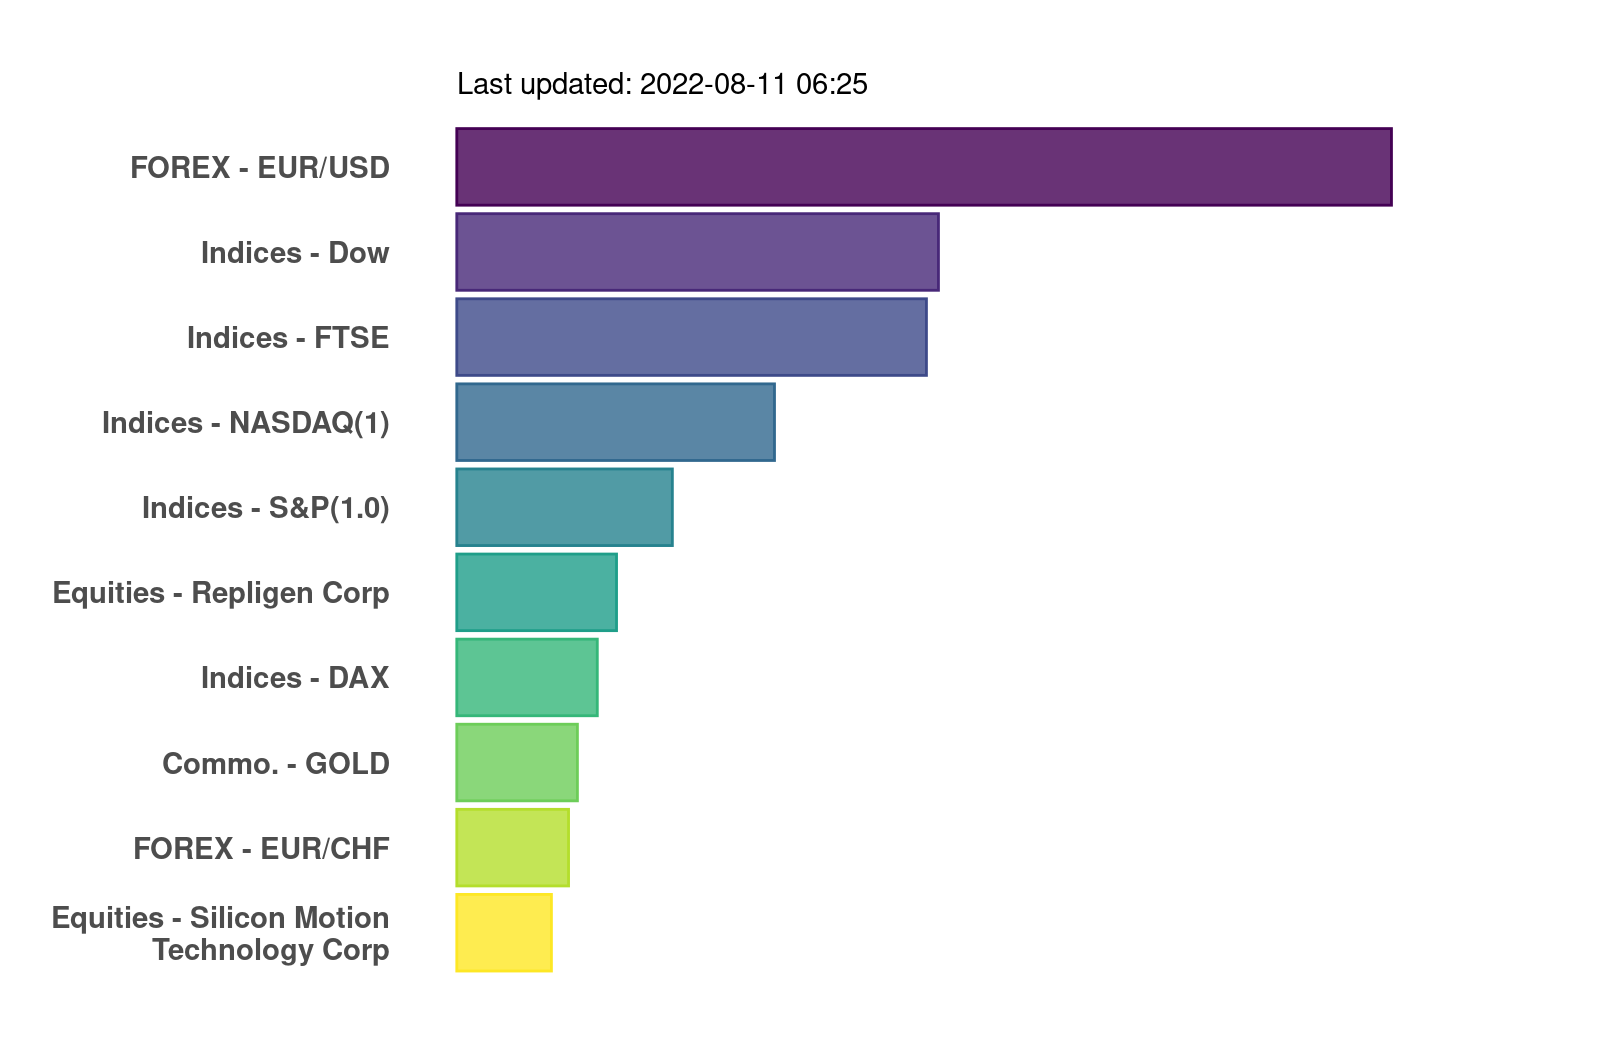 Last updated: 2022-08-11 06:25
FOREX - EUR/USD
Indices - Dow
Indices - FTSE
Indices - NASDAQ(1)
Indices - S&P(1.0)
Equities - Repligen Corp
Indices - DAX
Commo. - GOLD
FOREX - EUR/CHF
Equities - Silicon Motion
Technology Corp